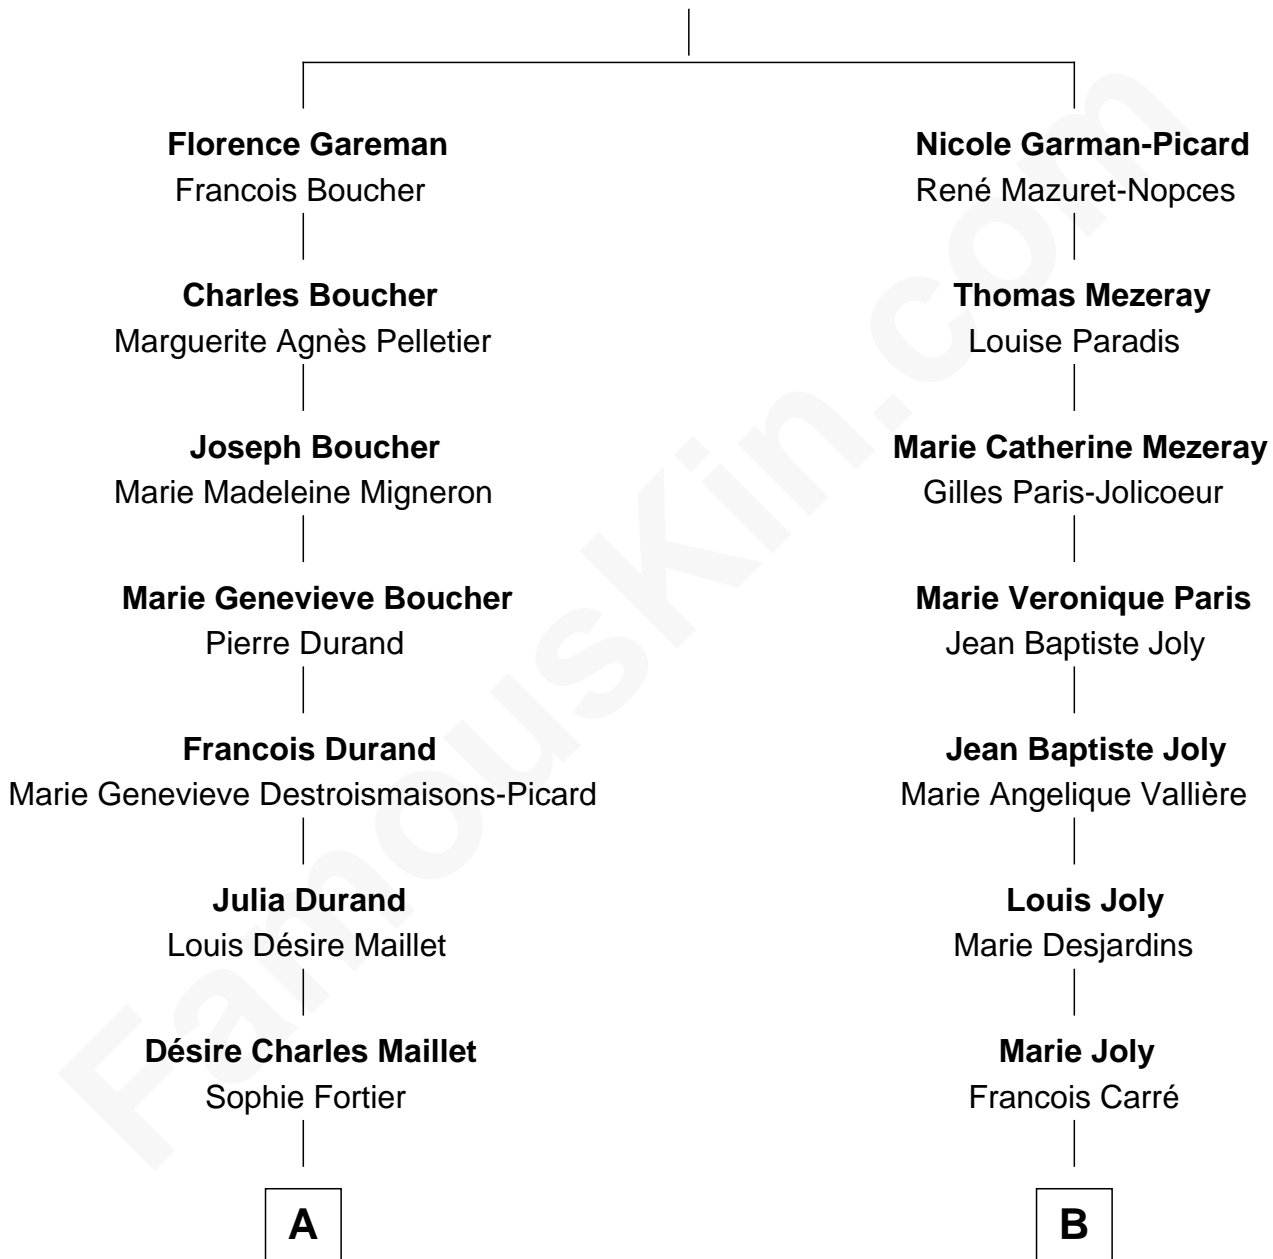 Florence Gareman
Francois Boucher
Charles Boucher
Marguerite Agnès Pelletier
Joseph Boucher
Marie Madeleine Migneron
Marie Genevieve Boucher
Pierre Durand
Francois Durand
Marie Genevieve Destroismaisons-Picard
Julia Durand
Louis Désire Maillet
Désire Charles Maillet
Sophie Fortier
A
Nicole Garman-Picard
René Mazuret-Nopces
Thomas Mezeray
Louise Paradis
Marie Catherine Mezeray
Gilles Paris-Jolicoeur
Marie Veronique Paris
Jean Baptiste Joly
Jean Baptiste Joly
Marie Angelique Vallière
Louis Joly
Marie Desjardins
Marie Joly
Francois Carré
B
FamousKin.com